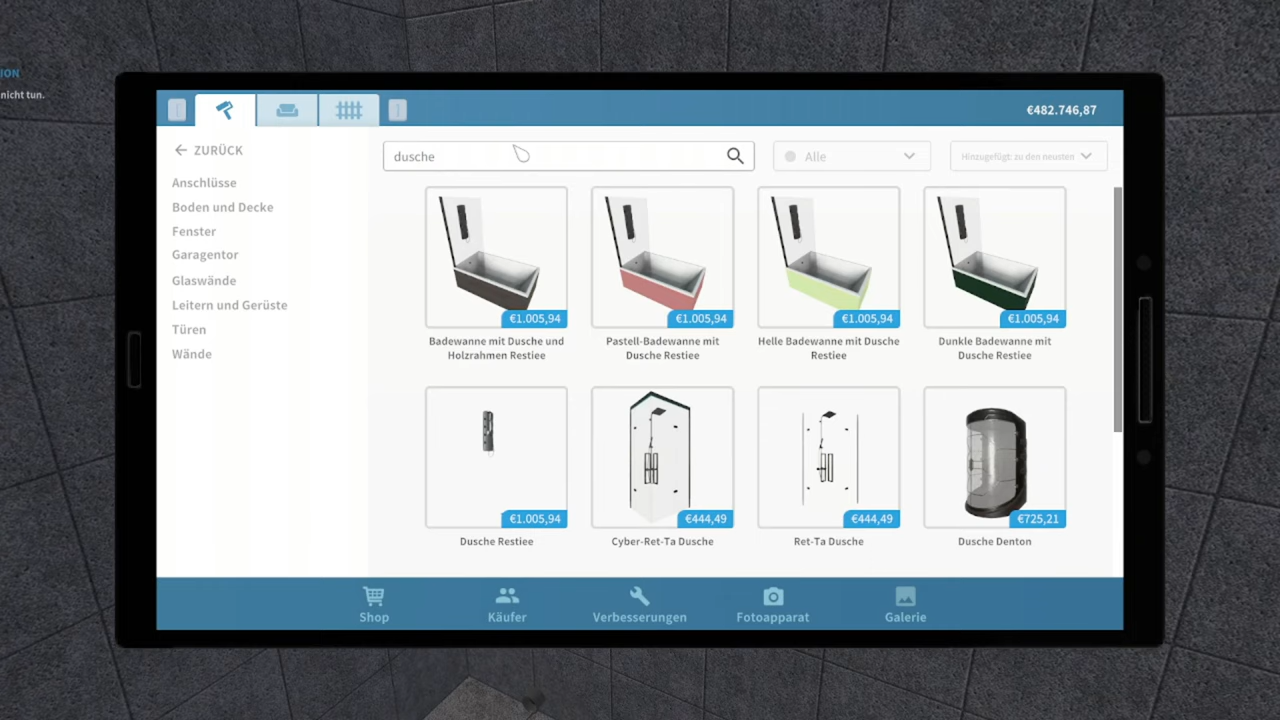 ION
nicht tun.
€482.746,87
ZURÜCK
dusche
Alle
Hinzugefügt: zu den neusten
Anschlüsse
Boden und Decke
Fenster
Garagentor
Glaswände
Leitern und Gerüste
Türen
Wände
€1.005,94
€1.005,94
€1.005,94
€1.005,94
Badewanne mit Dusche und
Holzrahmen Restiee
Pastell-Badewanne mit
Dusche Restiee
Helle Badewanne mit Dusche
Restiee
Dunkle Badewanne mit
Dusche Restiee
€1.005,94
€444,49
€444,49
€725,21
Dusche Restiee
Cyber-Ret-Ta Dusche
Ret-Ta Dusche
Dusche Denton
Shop
Käufer
Verbesserungen
Fotoapparat
Galerie